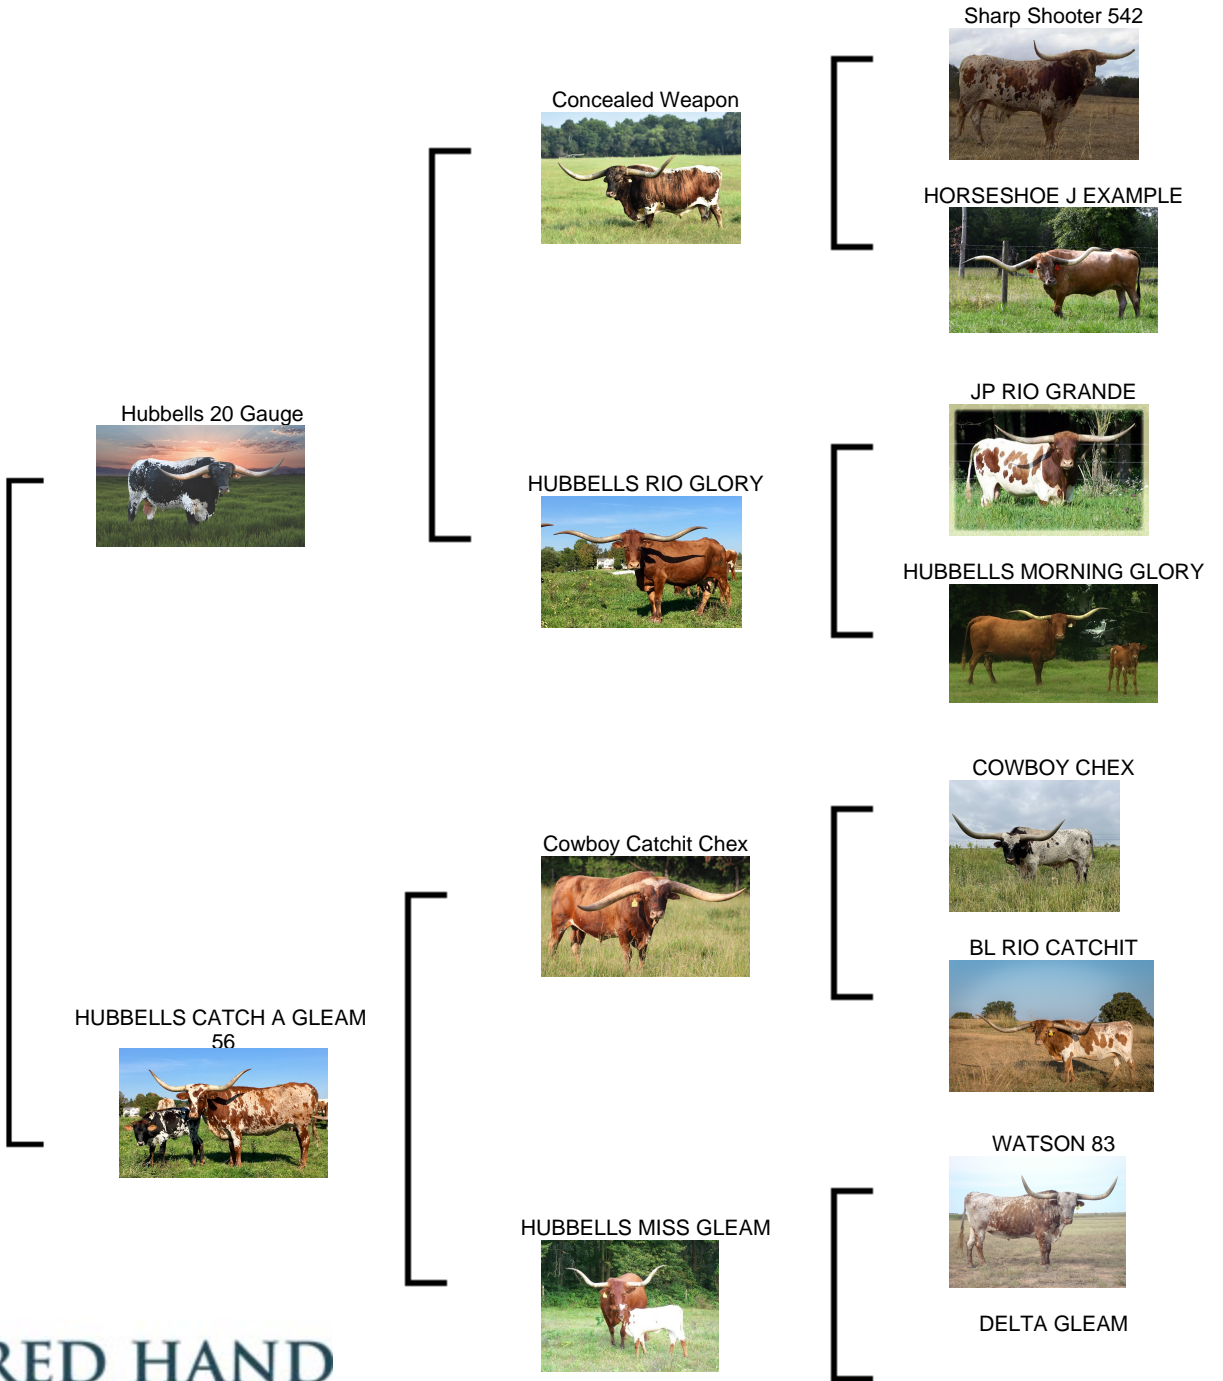 Sharp Shooter 542
Concealed Weapon
HORSESHOE J EXAMPLE
JP RIO GRANDE
Hubbells 20 Gauge
HUBBELLS RIO GLORY
HUBBELLS MORNING GLORY
COWBOY CHEX
Cowboy Catchit Chex
BL RIO CATCHIT
HUBBELLS CATCH A GLEAM
56
WATSON 83
HUBBELLS MISS GLEAM
DELTA GLEAM
RED HAND